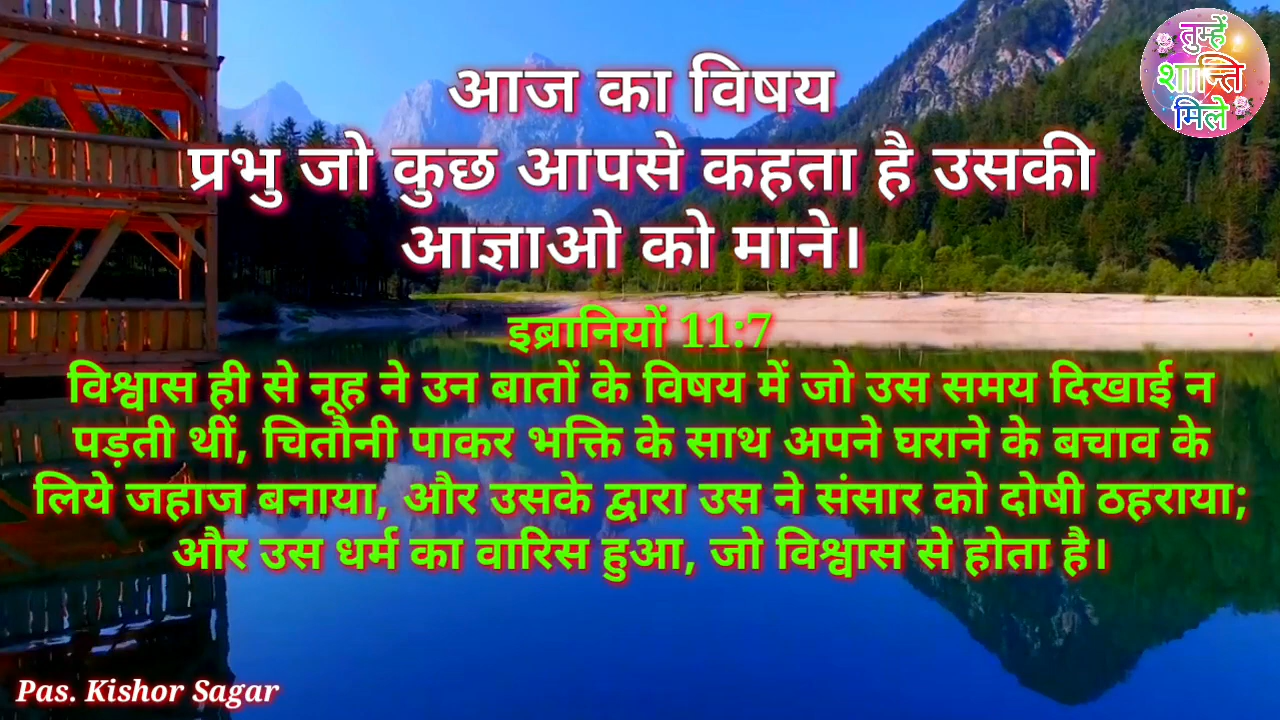 तुम्हें
शान्ति
मिले
आज का विषय
प्रभु जो कुछ आपसे कहता है उसकी
आज्ञाओ को माने।
इब्रानियों 11:7
विश्वास ही से नूह ने उन बातों के विषय में जो उस समय दिखाई न
पड़ती थीं, चितौनी पाकर भक्ति के साथ अपने घराने के बचाव के
लिये जहाज बनाया, और उसके द्वारा उस ने संसार को दोषी ठहराया;
और उस धर्म का वारिस हुआ, जो विश्वास से होता है।
Pas. Kishor Sagar